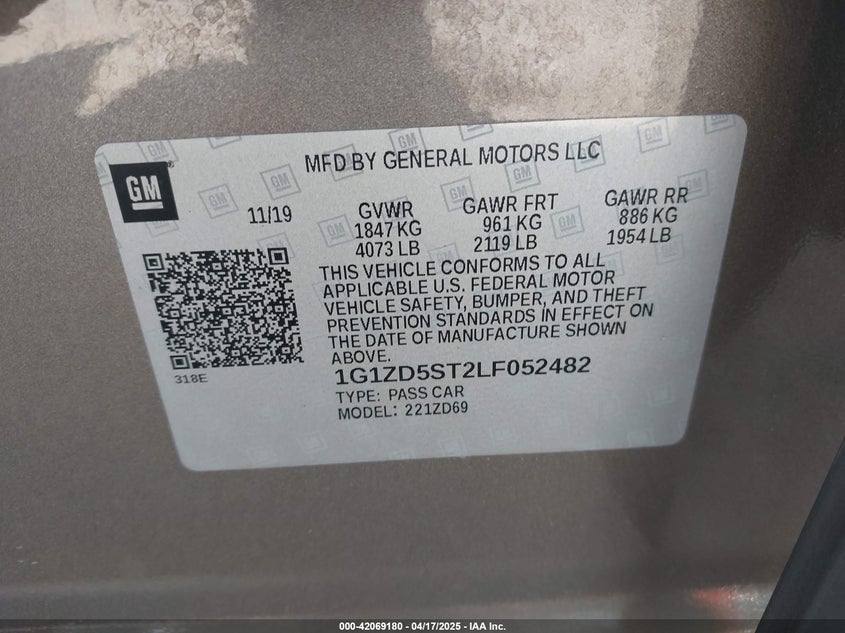 MFD BY GENERAL MOTORS LLC
GM
11/19
GVWR
1847 KG
4073 LB
GAWR FRT
961 KG
2119 LB
GAWR RR
886 KG
1954 LB
THIS VEHICLE CONFORMS TO ALL
APPLICABLE U.S. FEDERAL MOTOR
VEHICLE SAFETY, BUMPER, AND THEFT
PREVENTION STANDARDS IN EFFECT ON
THE DATE OF MANUFACTURE SHOWN
ABOVE.
318E
1G1ZD5ST2LF052482
TYPE: PASS CAR
MODEL: 221ZD69
000-42069180 - 04/17/2025 - IAA Inc.